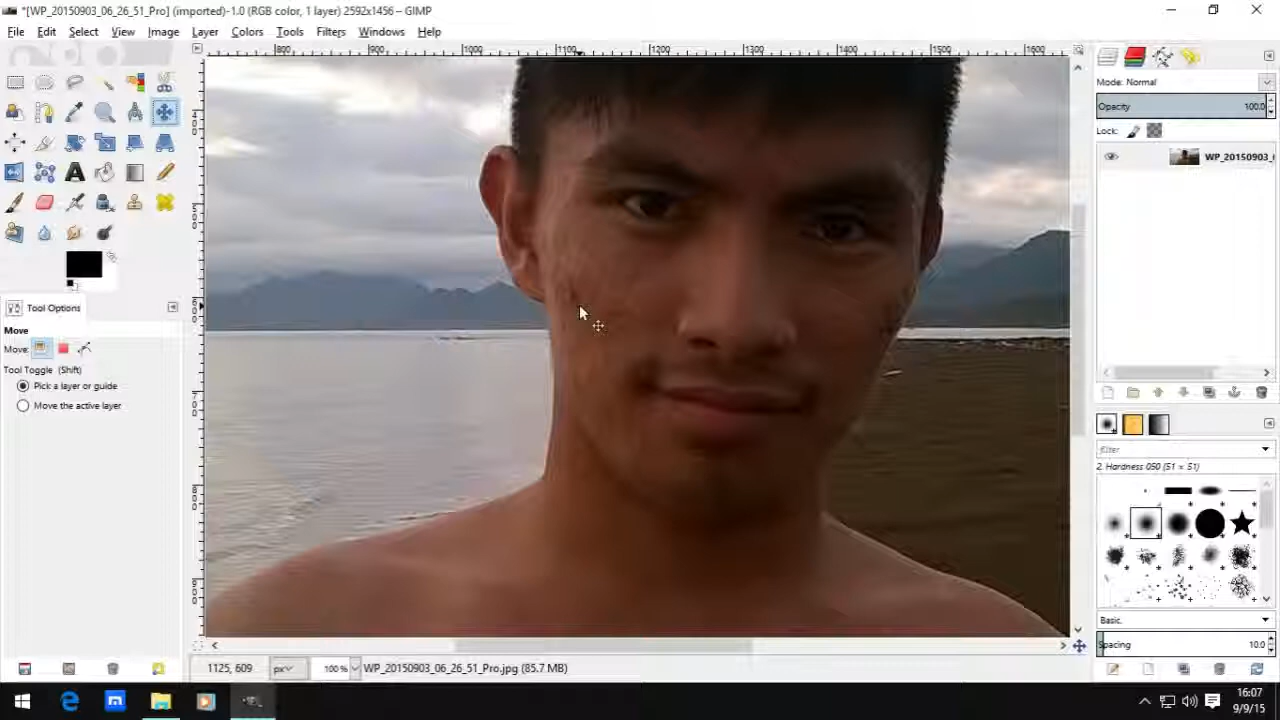 *[WP_20150903_06_26_51_Pro] (imported)-1.0 (RGB color, 1 layer) 2592x1456 – GIMP
File Edit Select View Image Layer Colors Tools Filters Windows Help
800 900 1000 1100 1200 1300 1400 1500 1600
Mode: Normal
Opacity 100.0
Lock:
WP_20150903_
Tool Options
Move
Move:
Tool Toggle (Shift)
Pick a layer or guide
Move the active layer
filter
2. Hardness 050 (51 × 51)
Basic
Spacing 10.0
1125, 609 px 100 % WP_20150903_06_26_51_Pro.jpg (85.7 MB)
16:07
9/9/15